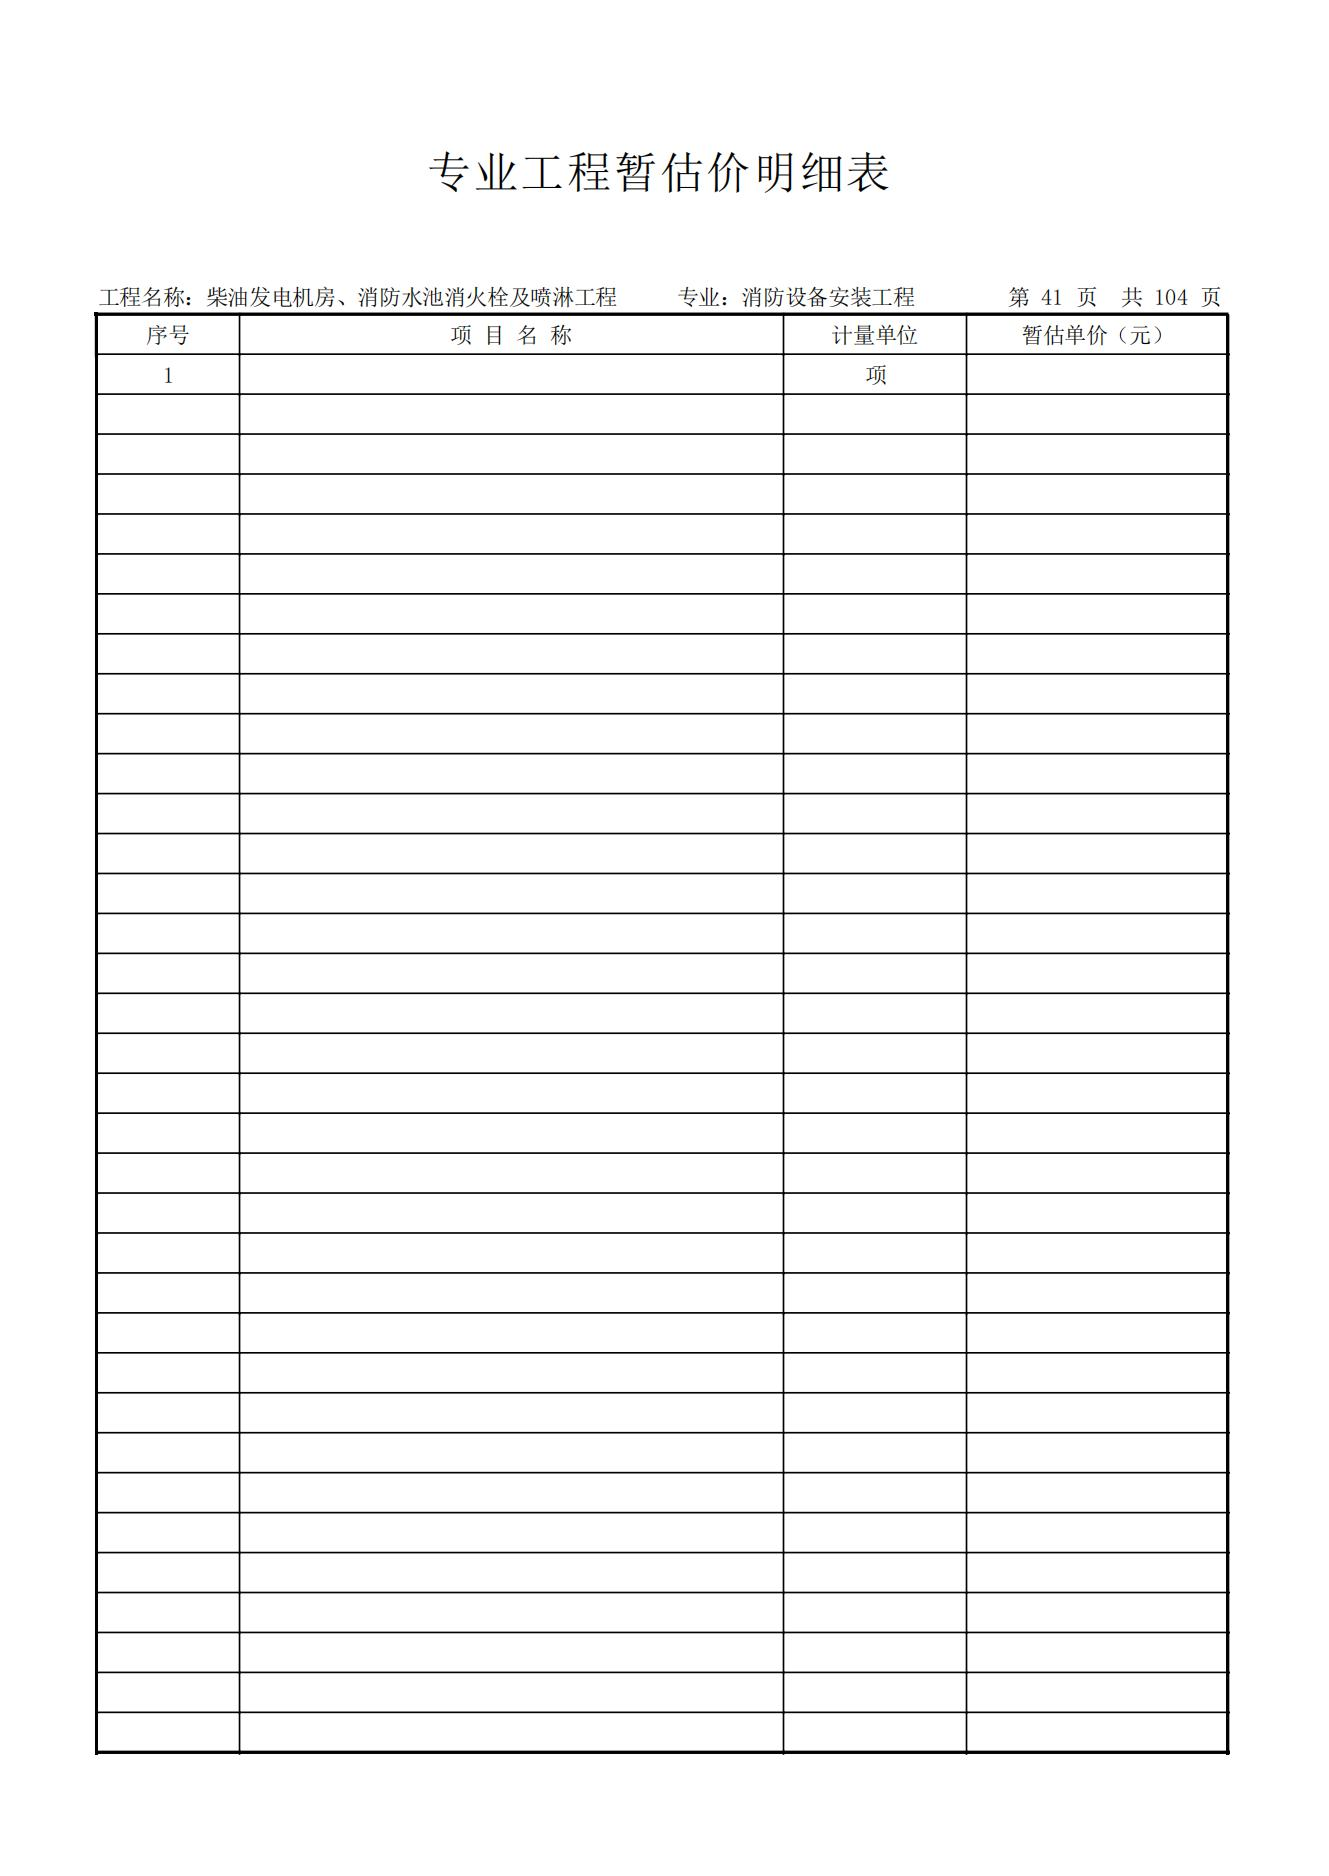 专业工程暂估价明细表
工程名称：柴油发电机房、消防水池消火栓及喷淋工程 专业：消防设备安装工程 第 41 页 共 104 页
序号 项 目 名 称 计量单位 暂估单价（元）
1 项